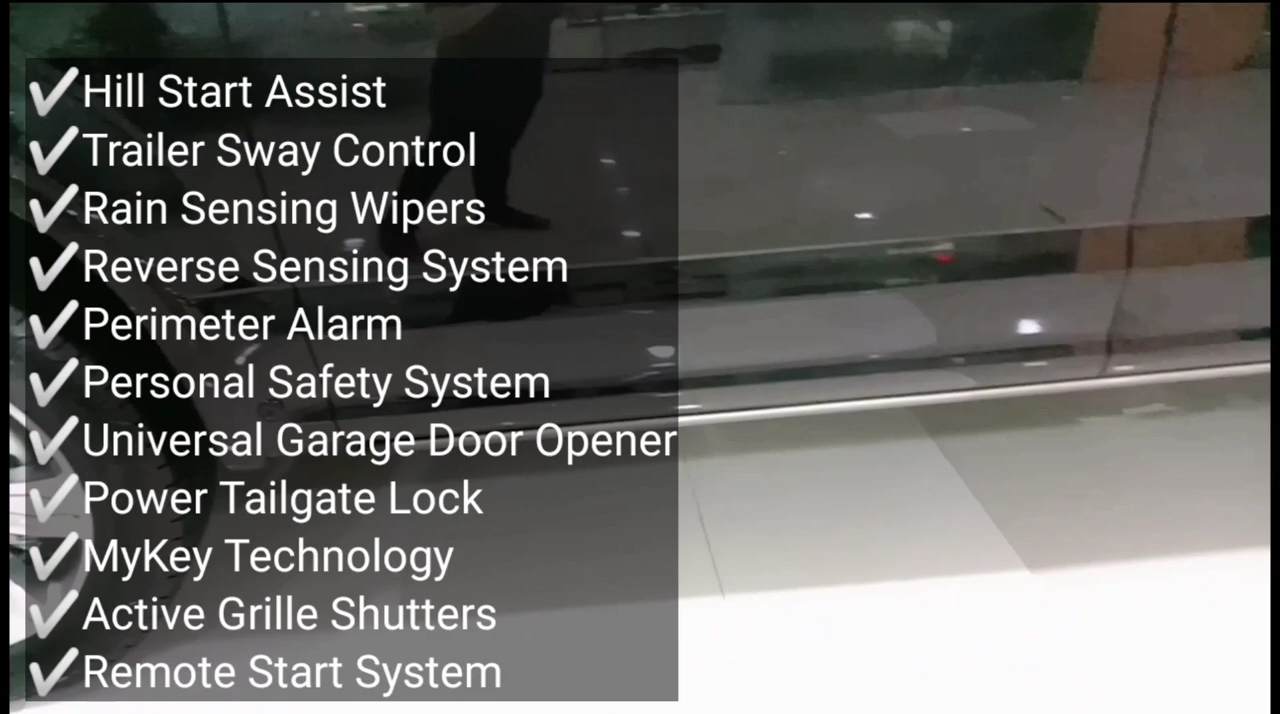 ✔Hill Start Assist
✔Trailer Sway Control
✔Rain Sensing Wipers
✔Reverse Sensing System
✔Perimeter Alarm
✔Personal Safety System
✔Universal Garage Door Opener
✔Power Tailgate Lock
✔MyKey Technology
✔Active Grille Shutters
✔Remote Start System